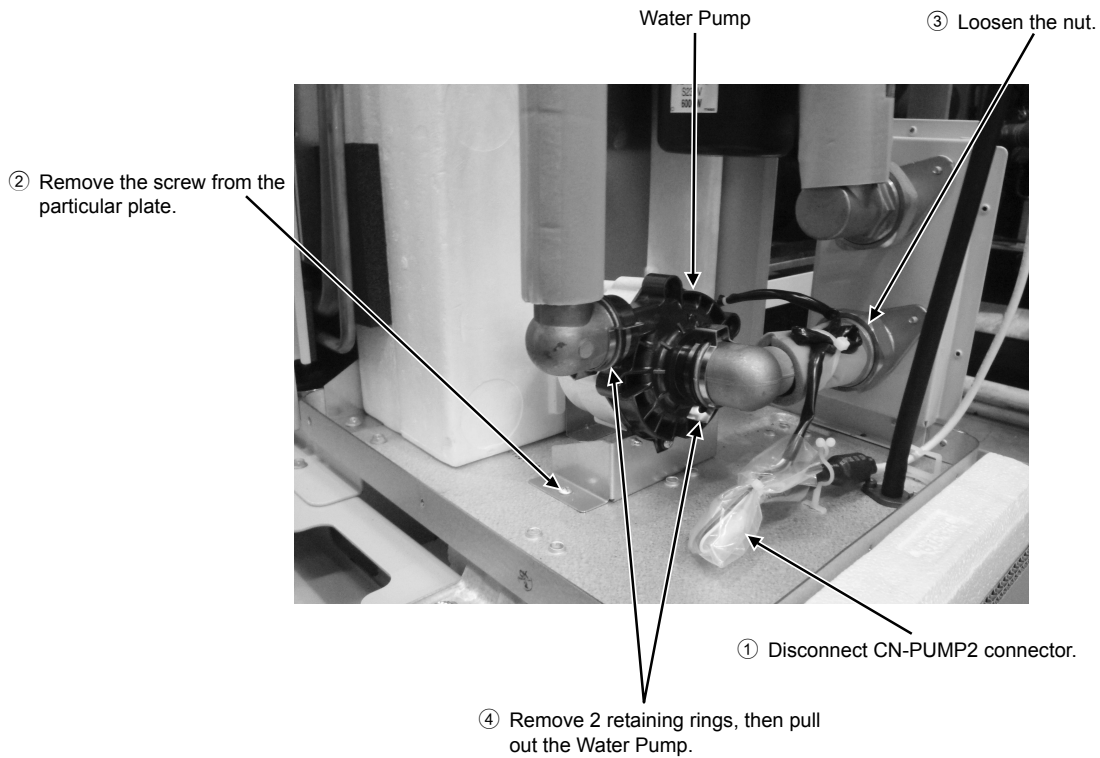 Water Pump
③ Loosen the nut.
② Remove the screw from the
particular plate.
① Disconnect CN-PUMP2 connector.
④ Remove 2 retaining rings, then pull
out the Water Pump.